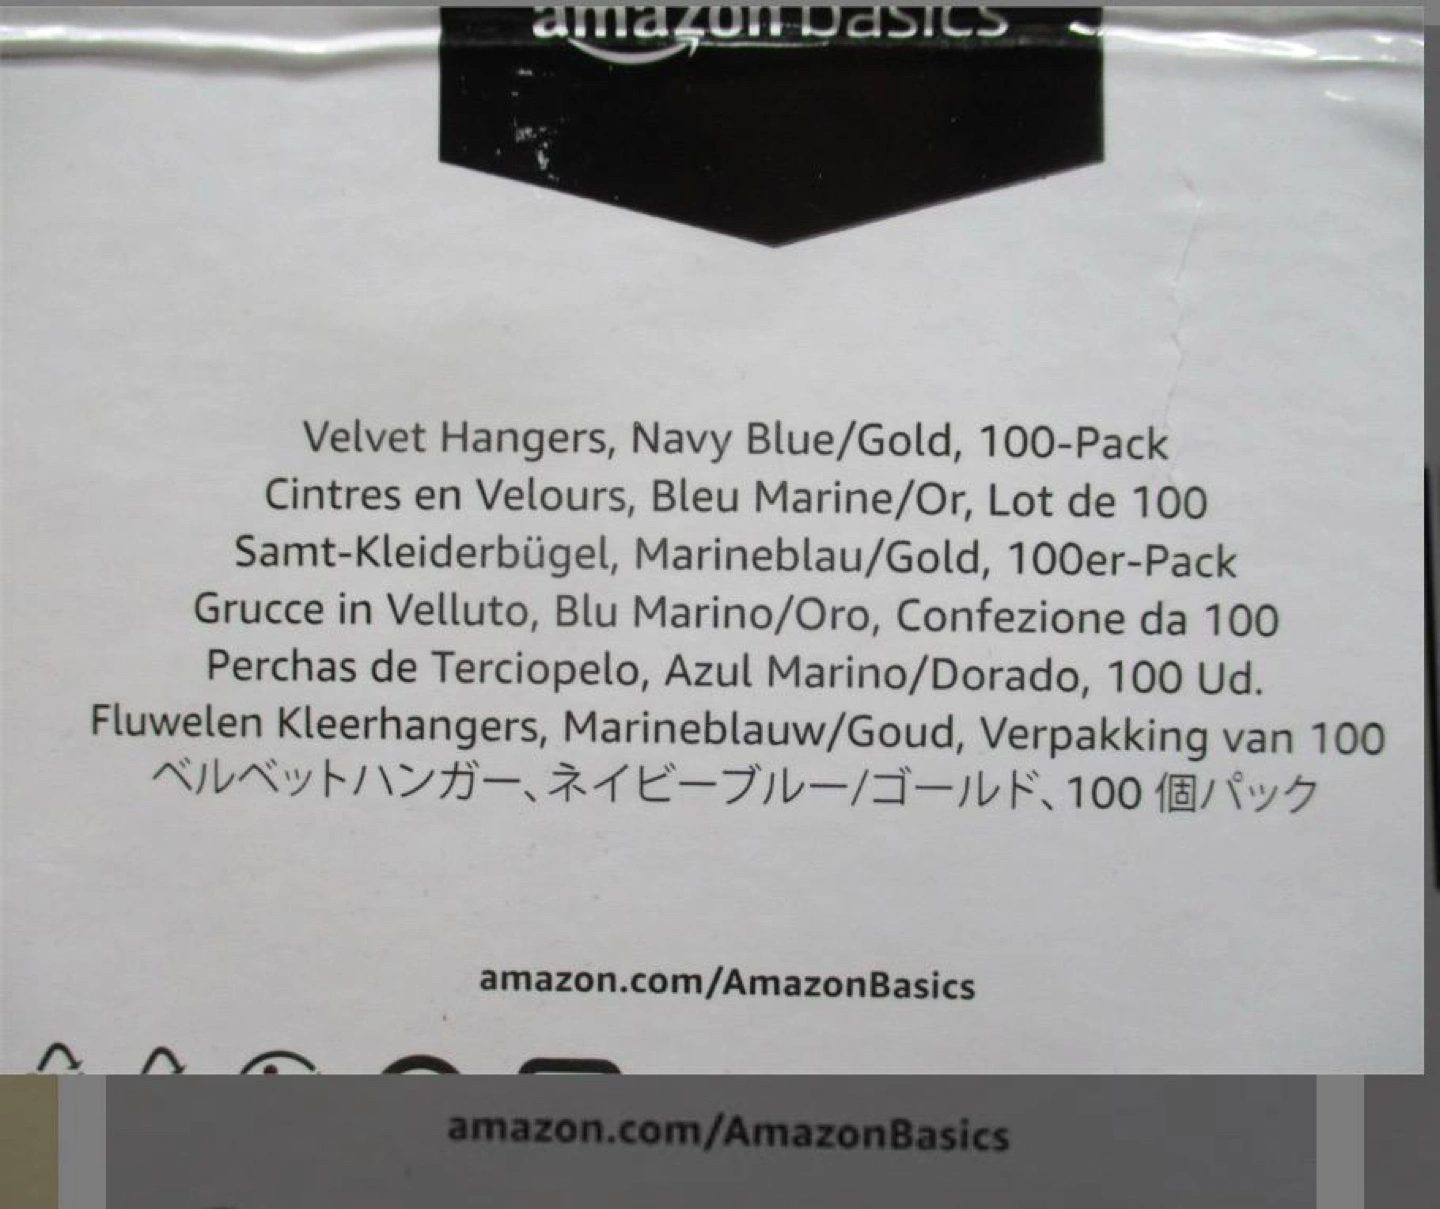 amazonbasics
Velvet Hangers, Navy Blue/Gold, 100-Pack
Cintres en Velours, Bleu Marine/Or, Lot de 100
Samt-Kleiderbügel, Marineblau/Gold, 100er-Pack
Grucce in Velluto, Blu Marino/Oro, Confezione da 100
Perchas de Terciopelo, Azul Marino/Dorado, 100 Ud.
Fluwelen Kleerhangers, Marineblauw/Goud, Verpakking van 100
ベルベットハンガー、ネイビーブルー/ゴールド、100 個パック
amazon.com/AmazonBasics
amazon.com/AmazonBasics